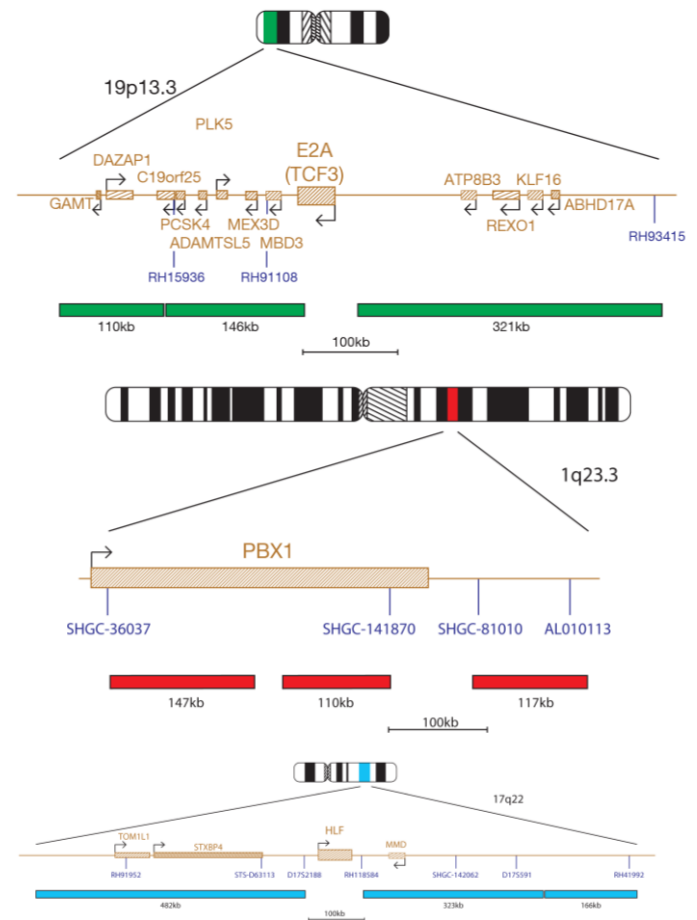 19p13.3
PLK5
E2A
(TCF3)
DAZAP1
C19orf25
ATP8B3 KLF16
GAMT
ABHD17A
PCSK4 MEX3D
REXO1
ADAMTSL5 MBD3
RH93415
RH15936 RH91108
110kb 146kb 321kb
100kb
1q23.3
PBX1
SHGC-36037 SHGC-141870 SHGC-81010 AL010113
147kb 110kb 117kb
100kb
17q22
TOM1L1 STXBP4 HLF MMD
RH91952 STS-D63113 D17S2188 RH118584 SHGC-142062 D17S591 RH41992
482kb 323kb 166kb
100kb